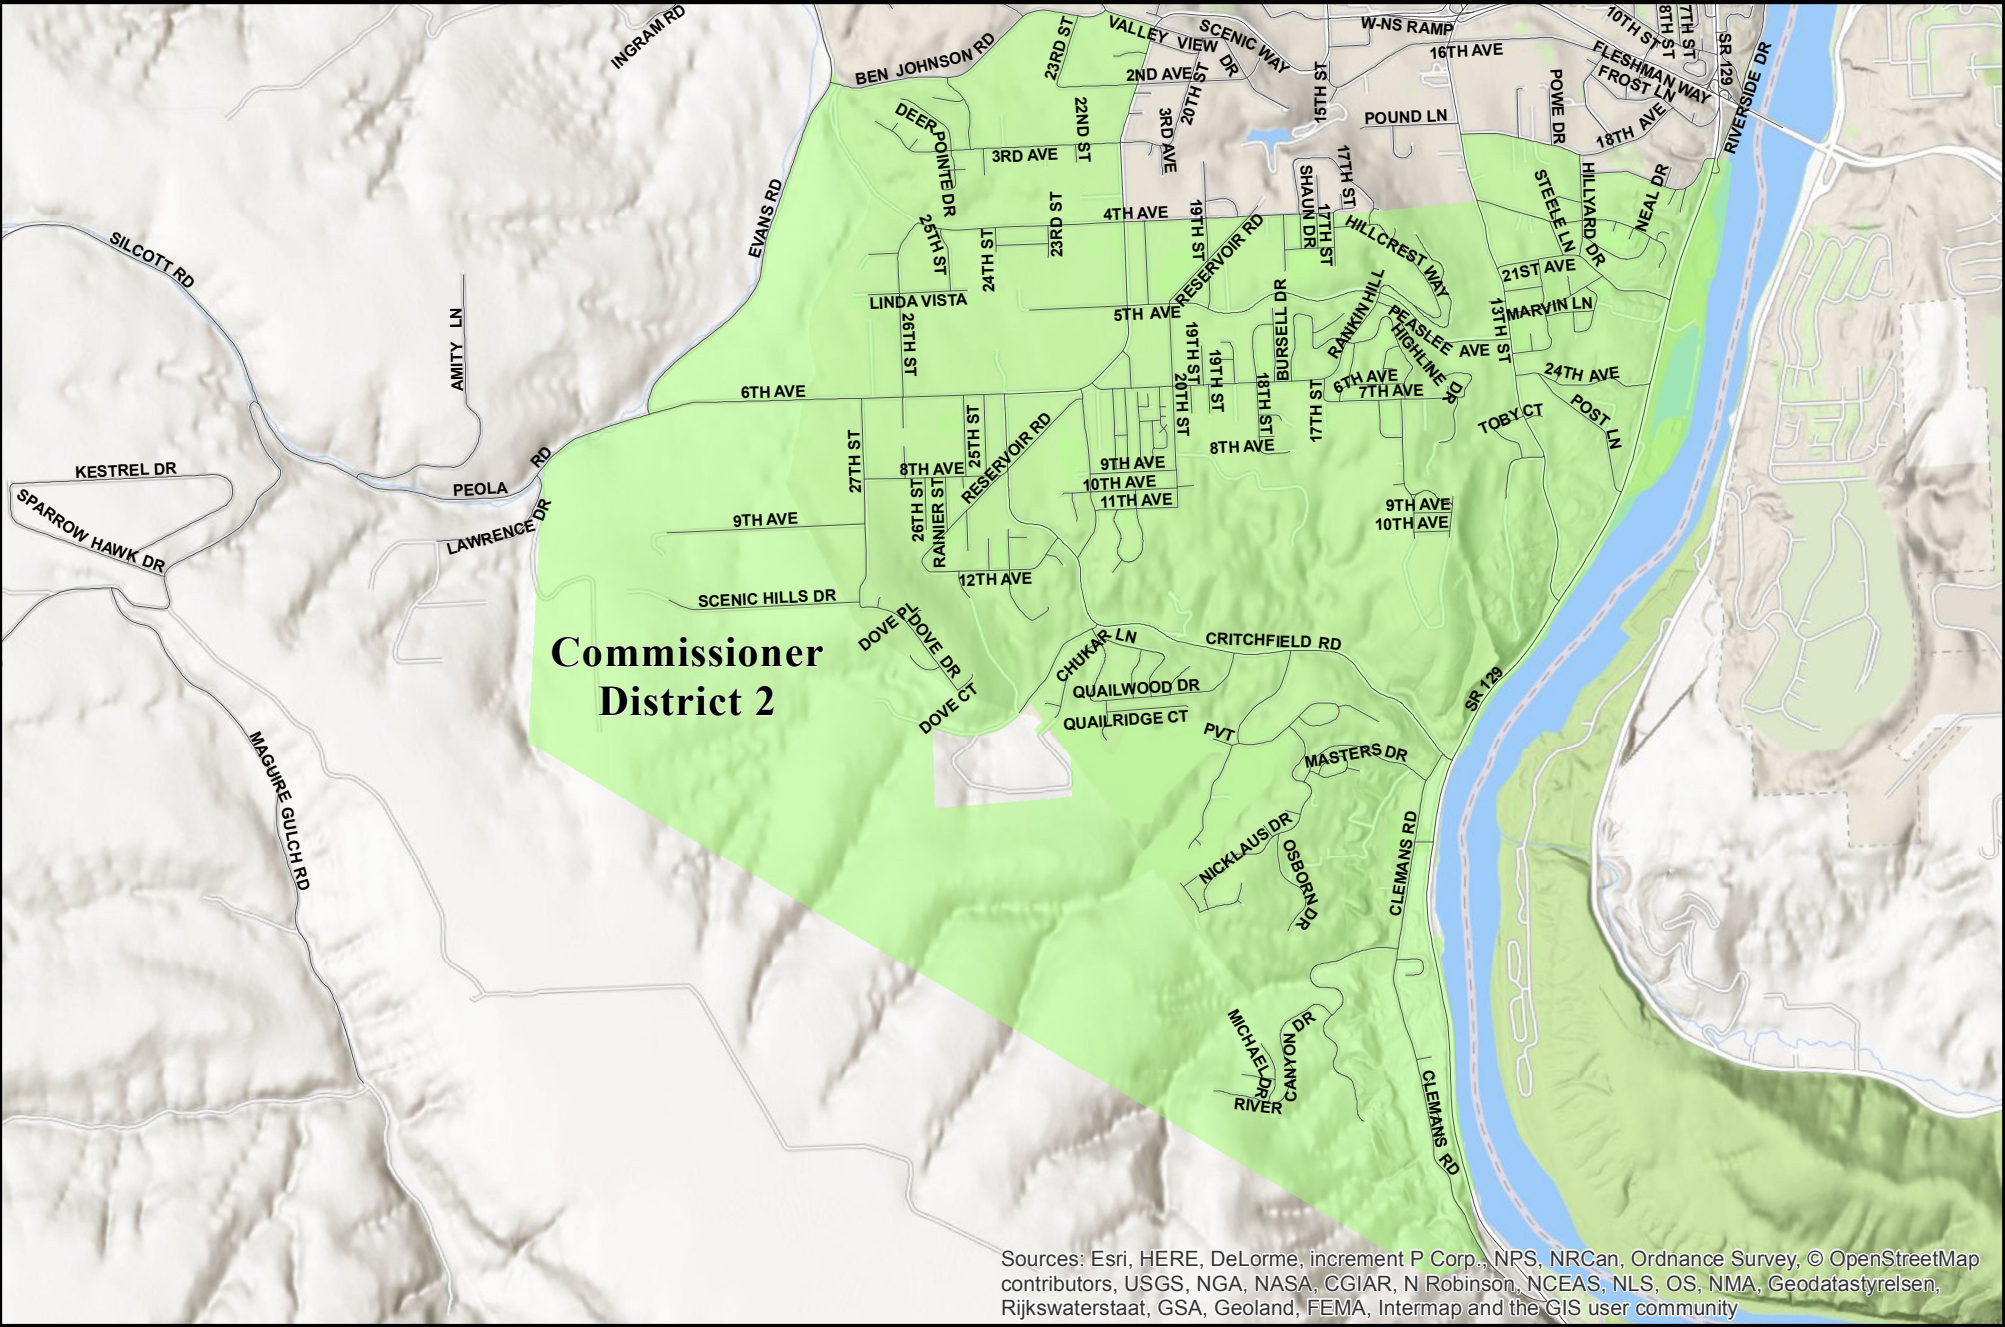 INGRAM RD
BEN JOHNSON RD
23RD ST
VALLEY VIEW DR
SCENIC WAY
W-NS RAMP
16TH AVE
10TH ST
8TH ST
7TH ST
SR 129
RIVERSIDE DR
FLESHMAN WAY
FROST LN
18TH AVE
POWE DR
2ND AVE
20TH ST
15TH ST
POUND LN
3RD AVE
22ND ST
DEER POINTE DR
3RD AVE
EVANS RD
SILCOTT RD
AMITY LN
4TH AVE
23RD ST
24TH ST
25TH ST
19TH ST
RESERVOIR RD
SHAUN DR
17TH ST
17TH ST
HILLCREST WAY
STEELE LN
HILLYARD DR
NEAL DR
21ST AVE
MARVIN LN
13TH ST
LINDA VISTA
26TH ST
5TH AVE
19TH ST
19TH ST
BURSELL DR
RANKIN HILL
PEASLEE AVE
HIGHLINE DR
24TH AVE
POST LN
TOBY CT
6TH AVE
6TH AVE
7TH AVE
20TH ST
18TH ST
17TH ST
8TH AVE
27TH ST
25TH ST
RESERVOIR RD
8TH AVE
26TH ST
RAINIER ST
9TH AVE
10TH AVE
11TH AVE
9TH AVE
10TH AVE
KESTREL DR
SPARROW HAWK DR
PEOLA RD
LAWRENCE DR
9TH AVE
12TH AVE
SCENIC HILLS DR
DOVE PL
DOVE DR
DOVE CT
CHUKAR LN
CRITCHFIELD RD
QUAILWOOD DR
QUAILRIDGE CT
PVT
SR 129
Commissioner
District 2
MAGUIRE GULCH RD
MASTERS DR
NICKLAUS DR
OSBORN DR
CLEMANS RD
MICHAEL DR
CANYON DR
RIVER
CLEMANS RD
Sources: Esri, HERE, DeLorme, increment P Corp., NPS, NRCan, Ordnance Survey, © OpenStreetMap
contributors, USGS, NGA, NASA, CGIAR, N Robinson, NCEAS, NLS, OS, NMA, Geodatastyrelsen,
Rijkswaterstaat, GSA, Geoland, FEMA, Intermap and the GIS user community